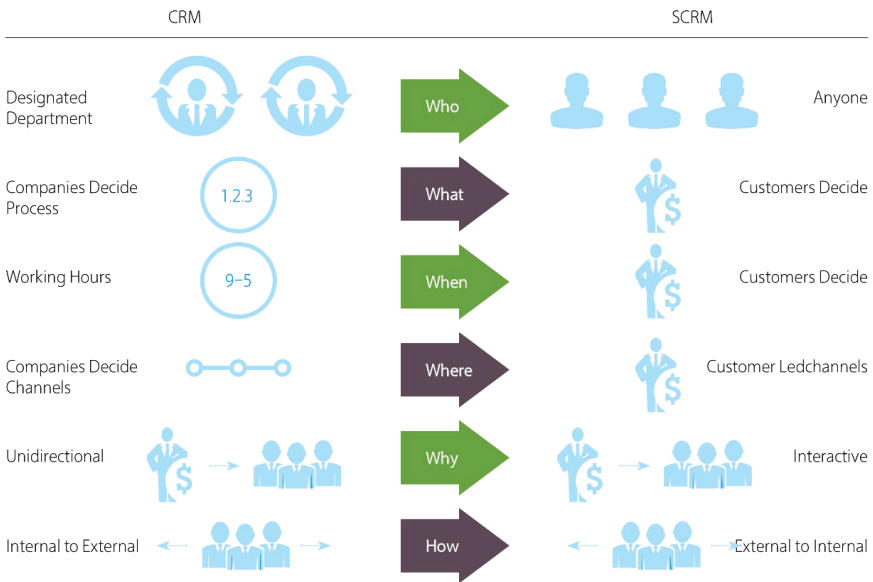 CRM
SCRM
Designated
Department
Who
Anyone
Companies Decide
Process
1.2.3
What
Customers Decide
Working Hours
9–5
When
Customers Decide
Companies Decide
Channels
Where
Customer Ledchannels
Unidirectional
$
Why
$
Interactive
Internal to External
How
External to Internal